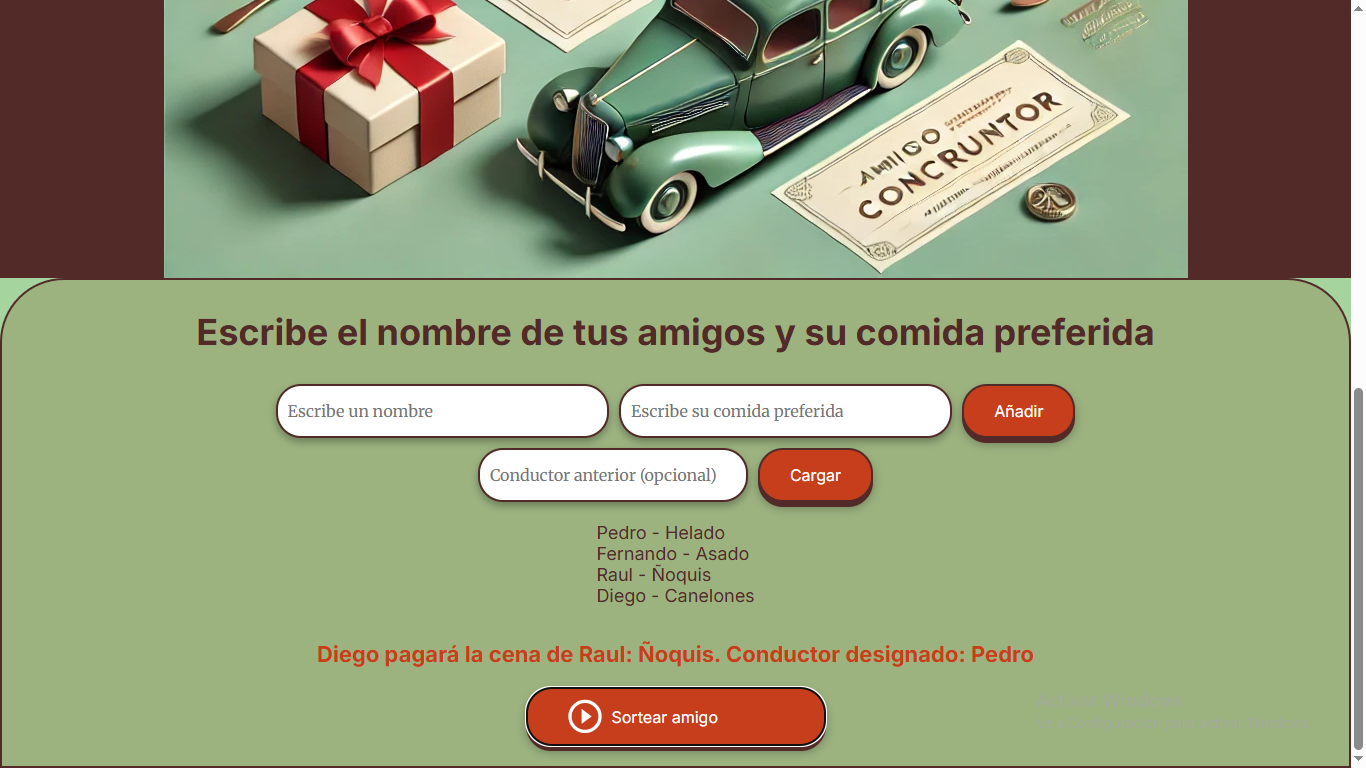 AMIGO
CONCRUNTOR
Escribe el nombre de tus amigos y su comida preferida
Escribe un nombre
Escribe su comida preferida
Añadir
Conductor anterior (opcional)
Cargar
Pedro - Helado
Fernando - Asado
Raul - Ñoquis
Diego - Canelones
Diego pagará la cena de Raul: Ñoquis. Conductor designado: Pedro
Sortear amigo